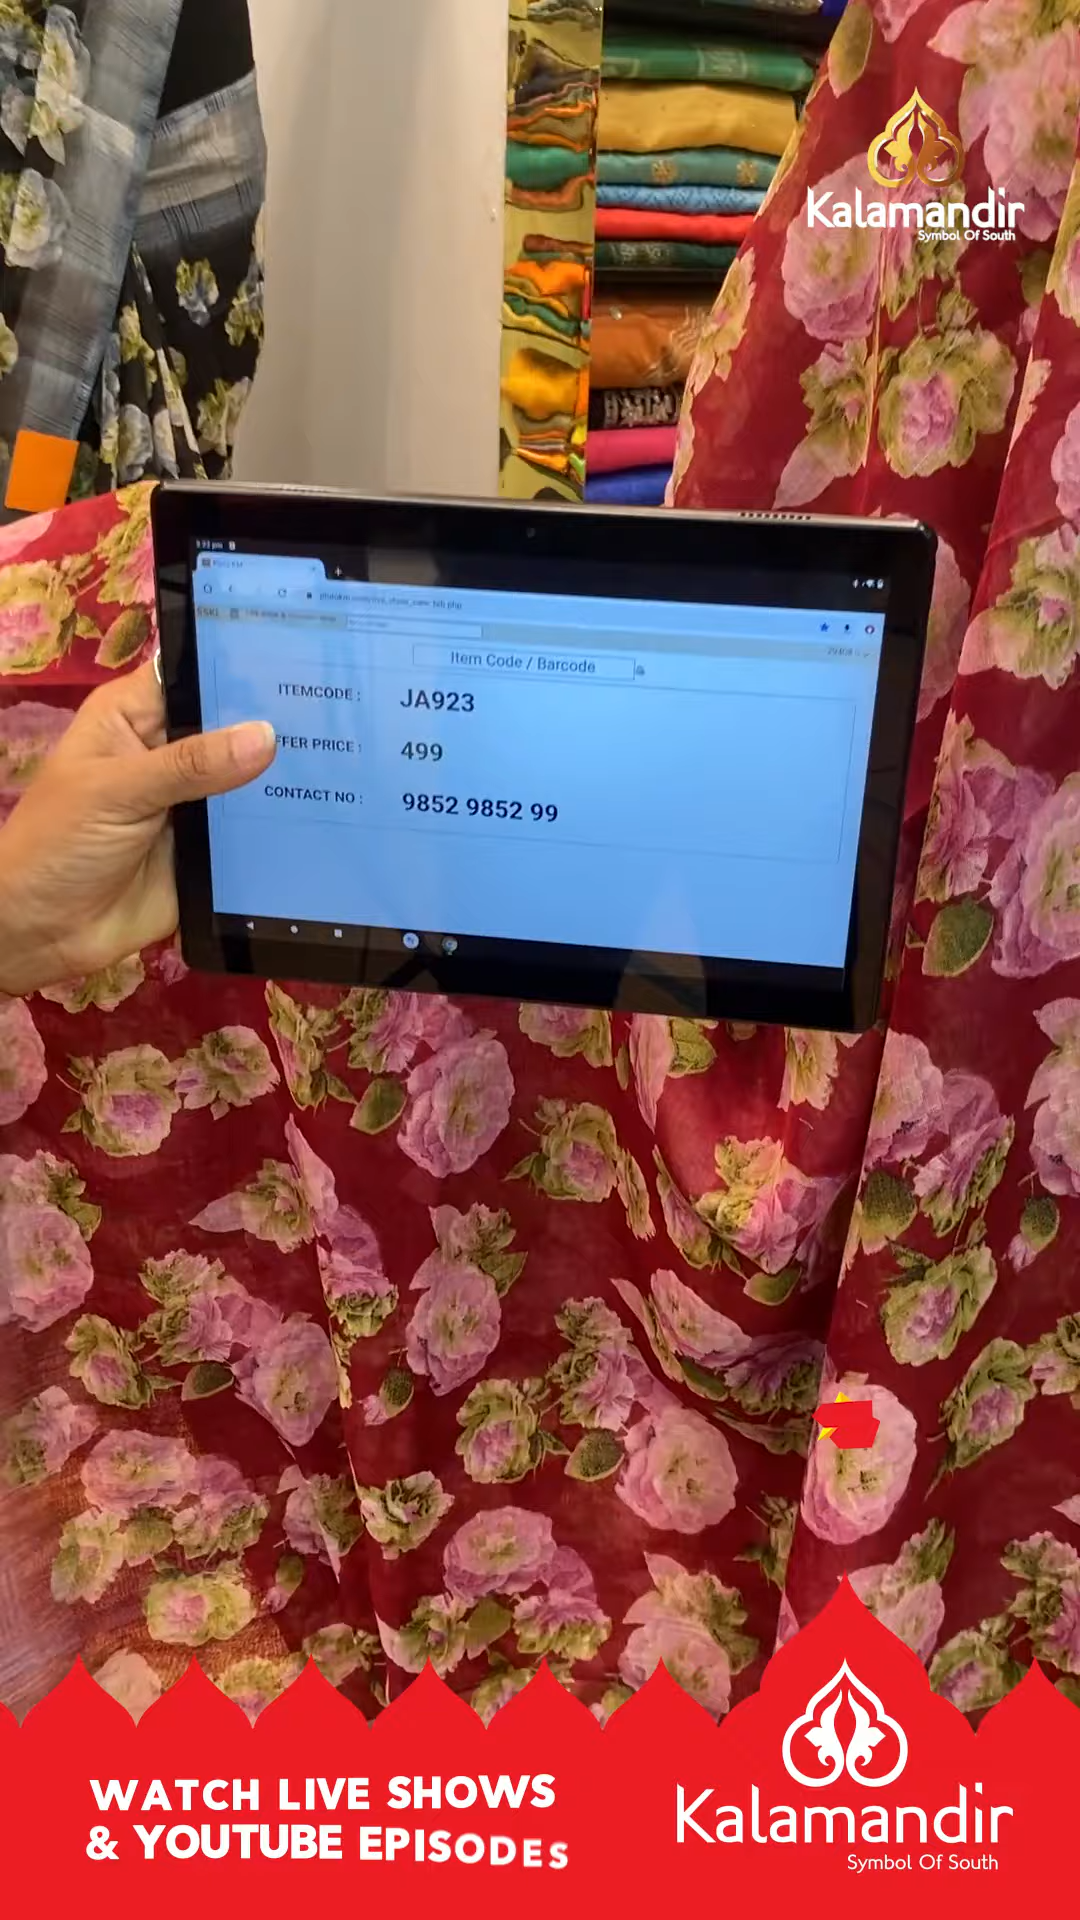 Kalamandir
Symbol Of South
Item Code / Barcode
ITEMCODE : JA923
FFER PRICE : 499
CONTACT NO : 9852 9852 99
WATCH LIVE SHOWS
& YOUTUBE EPISODES
Kalamandir
Symbol Of South